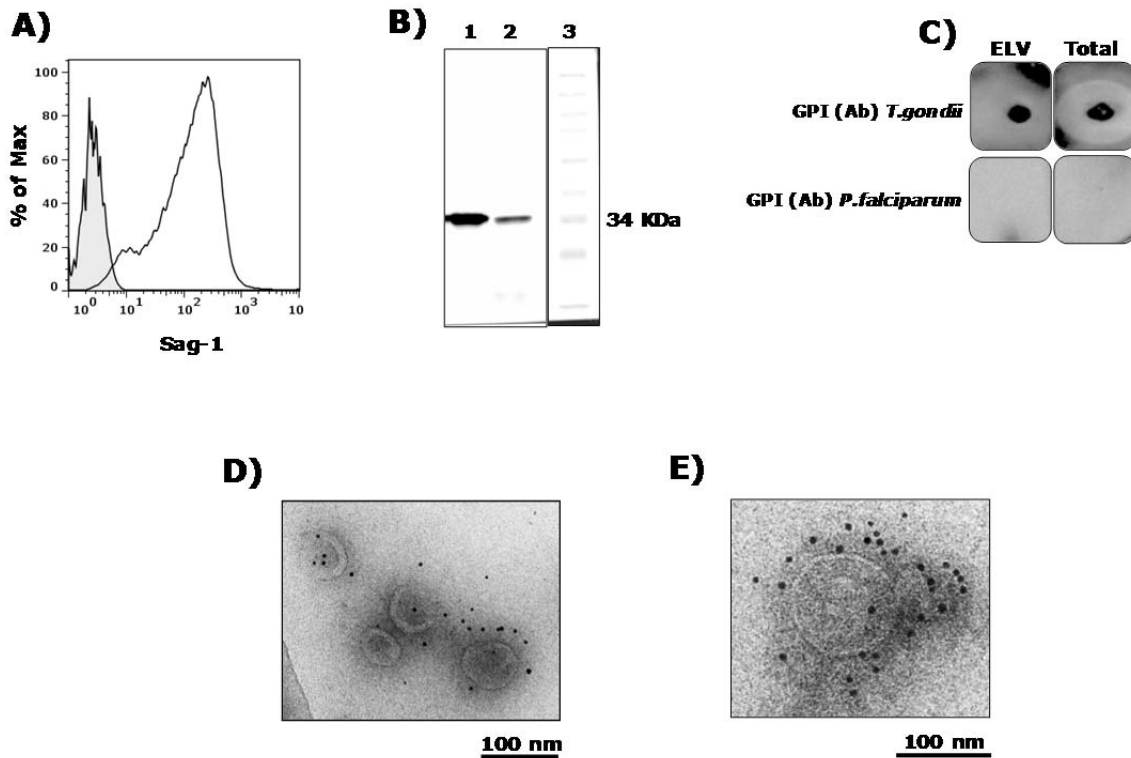 A)
100
80
60
40
20
0
% of Max
10^0 10^1 10^2 10^3 10
Sag-1
B)
1 2 3
34 KDa
C)
ELV Total
GPI (Ab) T.gondii
GPI (Ab) P.falciparum
D)
100 nm
E)
100 nm